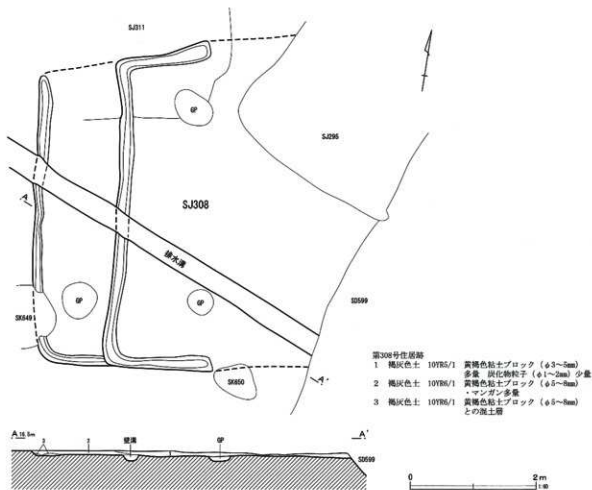 SJ311
GP
SJ295
SJ308
A
排水溝
SD599
SK649
GP
GP
SK650
A'
第308号住居跡
1 褐灰色土 10YR5/1 黄褐色粘土ブロック(φ3〜5㎜)
多量 炭化物粒子(φ1〜2㎜)少量
2 褐灰色土 10YR6/1 黄褐色粘土ブロック(φ5〜8㎜)
・マンガン多量
3 褐灰色土 10YR6/1 黄褐色粘土ブロック(φ5〜8㎜)
との混土層
A
3 2 壁溝 1 GP A'
SD599
0 2m
1:60